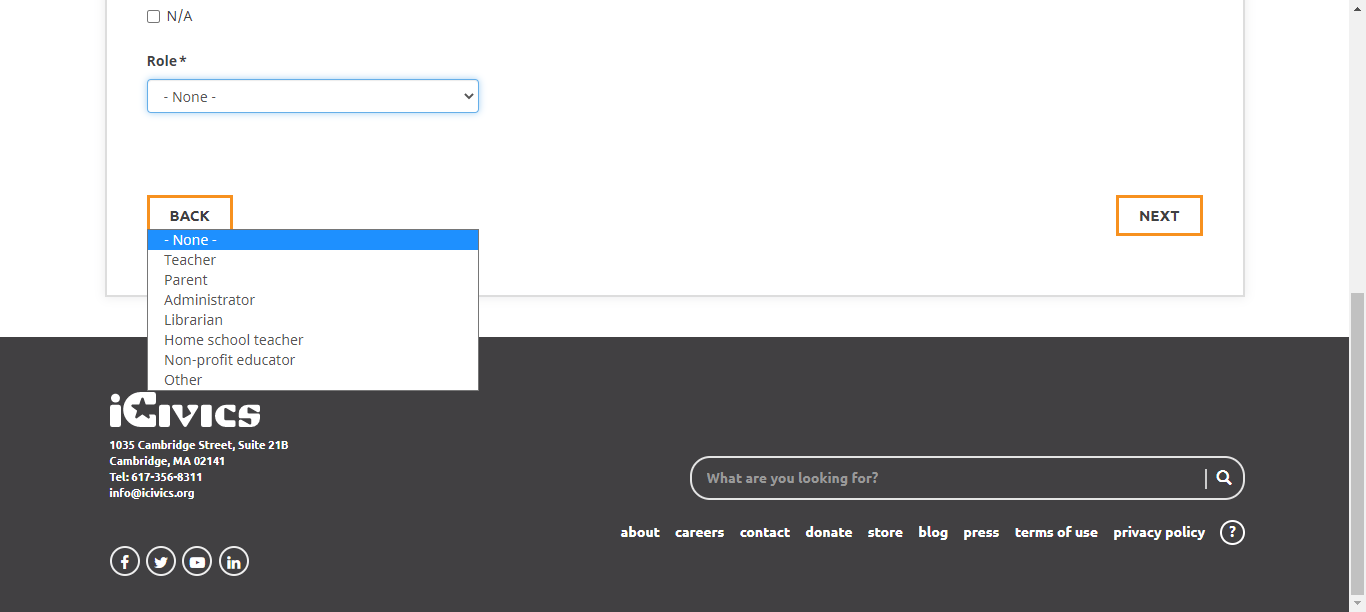 N/A
Role*
- None -
BACK
NEXT
- None -
Teacher
Parent
Administrator
Librarian
Home school teacher
Non-profit educator
Other
iCivics
1035 Cambridge Street, Suite 21B
Cambridge, MA 02141
Tel: 617-356-8311
info@icivics.org
What are you looking for?
about careers contact donate store blog press terms of use privacy policy ?